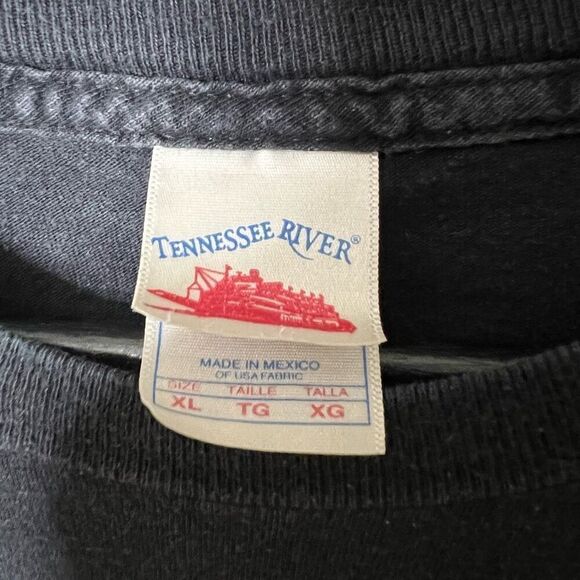 TENNESSEE RIVER®
MADE IN MEXICO
OF USA FABRIC
SIZE TAILLE TALLA
XL TG XG